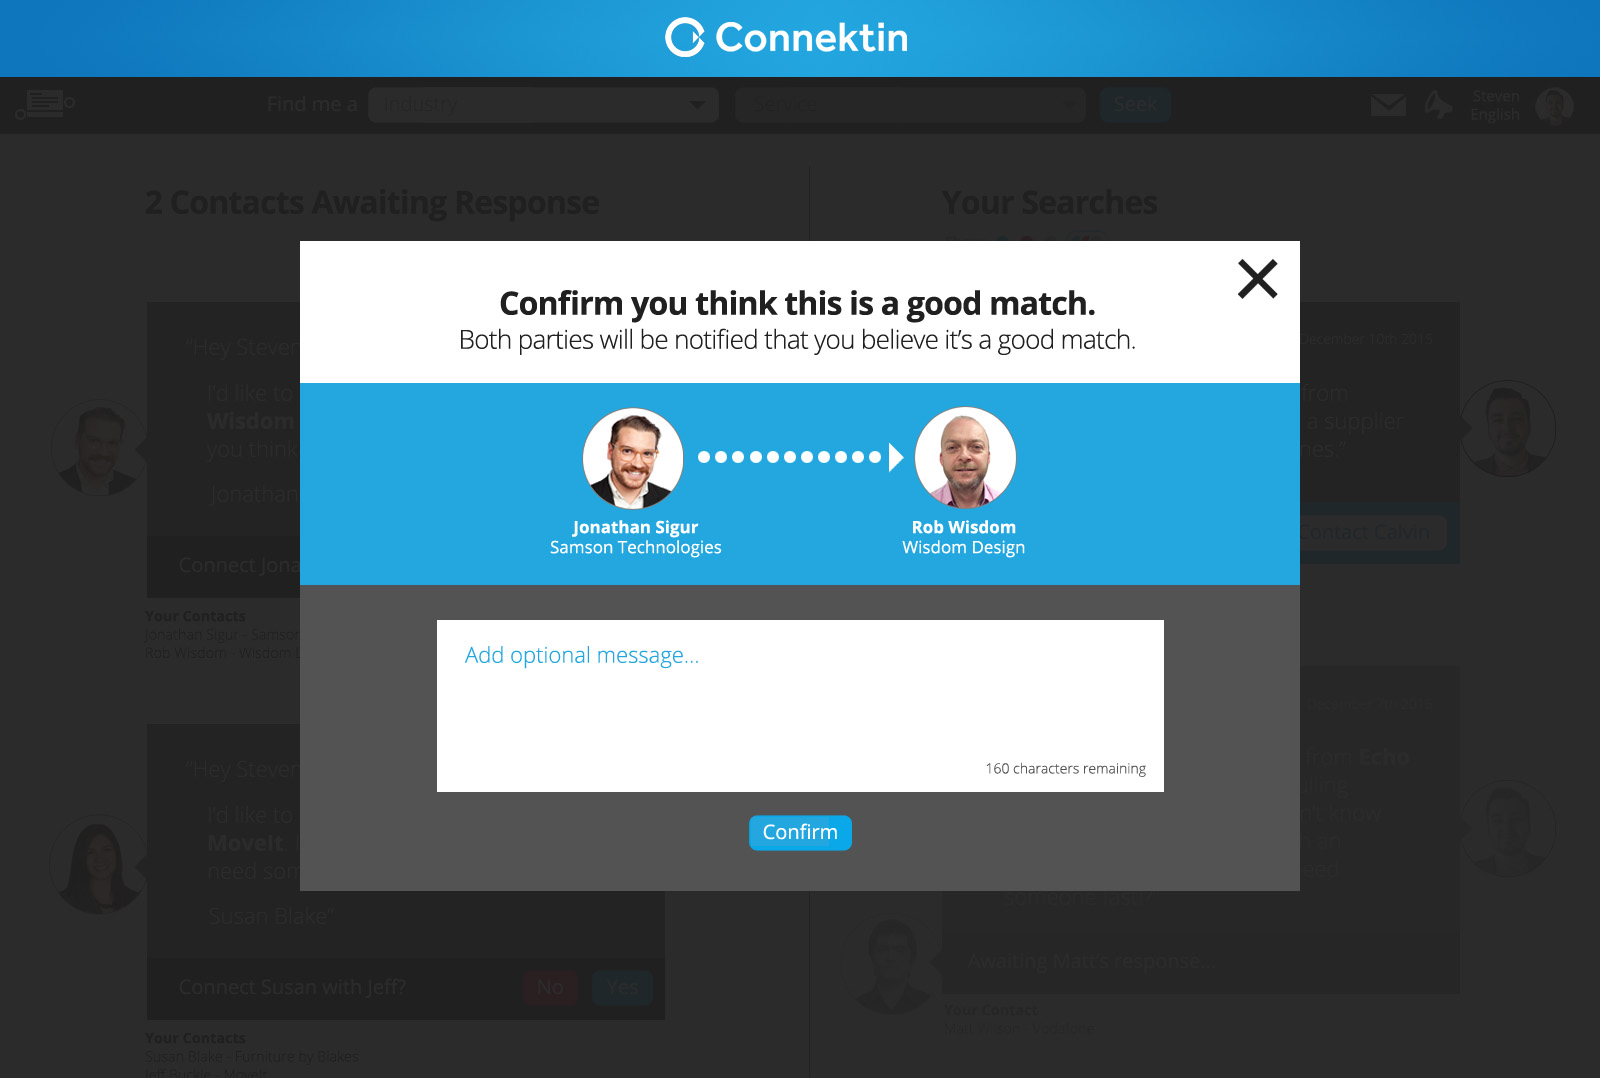 Connektin
Find me a
Industry
Service
Seek
Steven
English
2 Contacts Awaiting Response
Your Searches
Confirm you think this is a good match.
Both parties will be notified that you believe it's a good match.
Jonathan Sigur
Samson Technologies
Rob Wisdom
Wisdom Design
Add optional message...
160 characters remaining
Confirm
"Hey Steven
I'd like to
Wisdom
you think
Jonathan
Connect Jona
Your Contacts
Jonathan Sigur - Samson
Rob Wisdom - Wisdom
"Hey Steven
I'd like to
MoveIt.
need som
Susan Blake"
Connect Susan with Jeff?
No
Yes
Your Contacts
Susan Blake - Furniture by Blakes
Jeff Buckle - MoveIt
December 10th 2015
from
a supplier
nes."
Contact Calvin
from Echo
know
someone fast?"
Awaiting Matt's response...
Your Contact